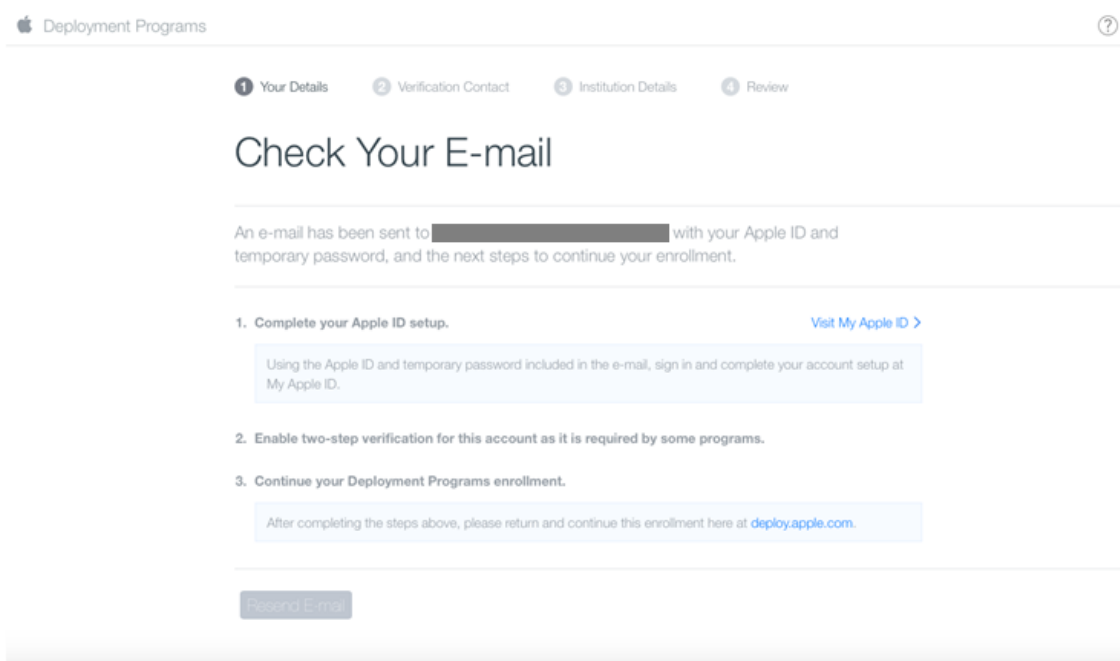 Deployment Programs
?
1 Your Details 2 Verification Contact 3 Institution Details 4 Review
Check Your E-mail
An e-mail has been sent to with your Apple ID and
temporary password, and the next steps to continue your enrollment.
1. Complete your Apple ID setup. Visit My Apple ID >
Using the Apple ID and temporary password included in the e-mail, sign in and complete your account setup at
My Apple ID.
2. Enable two-step verification for this account as it is required by some programs.
3. Continue your Deployment Programs enrollment.
After completing the steps above, please return and continue this enrollment here at deploy.apple.com.
Resend E-mail